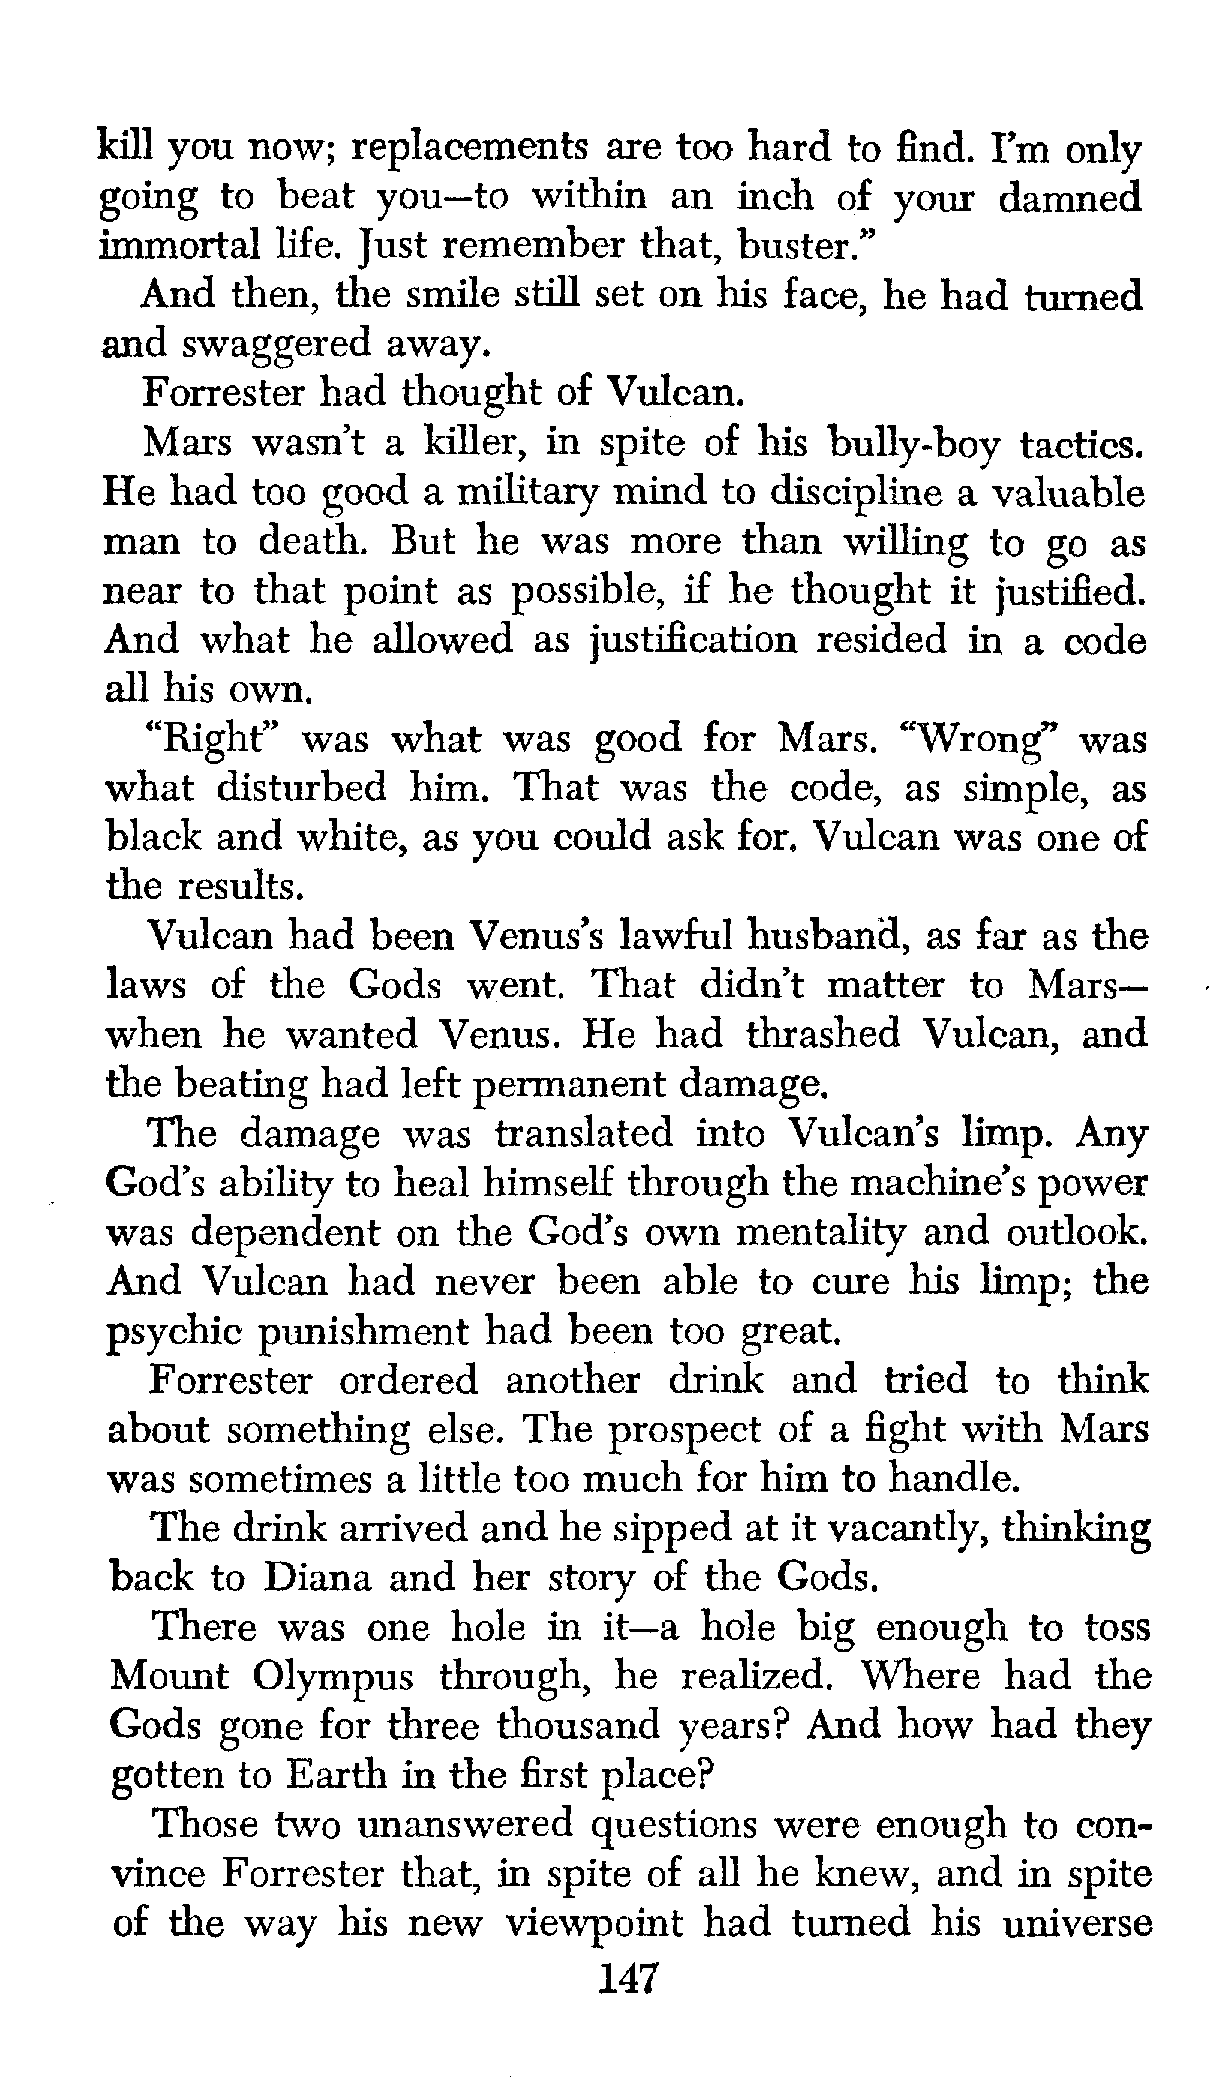 kill you now; replacements are too hard to find. I'm only
going to beat you—to within an inch of your damned
immortal life. Just remember that, buster.”
And then, the smile still set on his face, he had turned
and swaggered away.
Forrester had thought of Vulcan.
Mars wasn't a killer, in spite of his bully-boy tactics.
He had too good a military mind to discipline a valuable
man to death. But he was more than willing to go as
near to that point as possible, if he thought it justified.
And what he allowed as justification resided in a code
all his own.
“Right” was what was good for Mars. “Wrong” was
what disturbed him. That was the code, as simple, as
black and white, as you could ask for. Vulcan was one of
the results.
Vulcan had been Venus's lawful husband, as far as the
laws of the Gods went. That didn't matter to Mars—
when he wanted Venus. He had thrashed Vulcan, and
the beating had left permanent damage.
The damage was translated into Vulcan's limp. Any
God's ability to heal himself through the machine's power
was dependent on the God's own mentality and outlook.
And Vulcan had never been able to cure his limp; the
psychic punishment had been too great.
Forrester ordered another drink and tried to think
about something else. The prospect of a fight with Mars
was sometimes a little too much for him to handle.
The drink arrived and he sipped at it vacantly, thinking
back to Diana and her story of the Gods.
There was one hole in it—a hole big enough to toss
Mount Olympus through, he realized. Where had the
Gods gone for three thousand years? And how had they
gotten to Earth in the first place?
Those two unanswered questions were enough to con-
vince Forrester that, in spite of all he knew, and in spite
of the way his new viewpoint had turned his universe
147